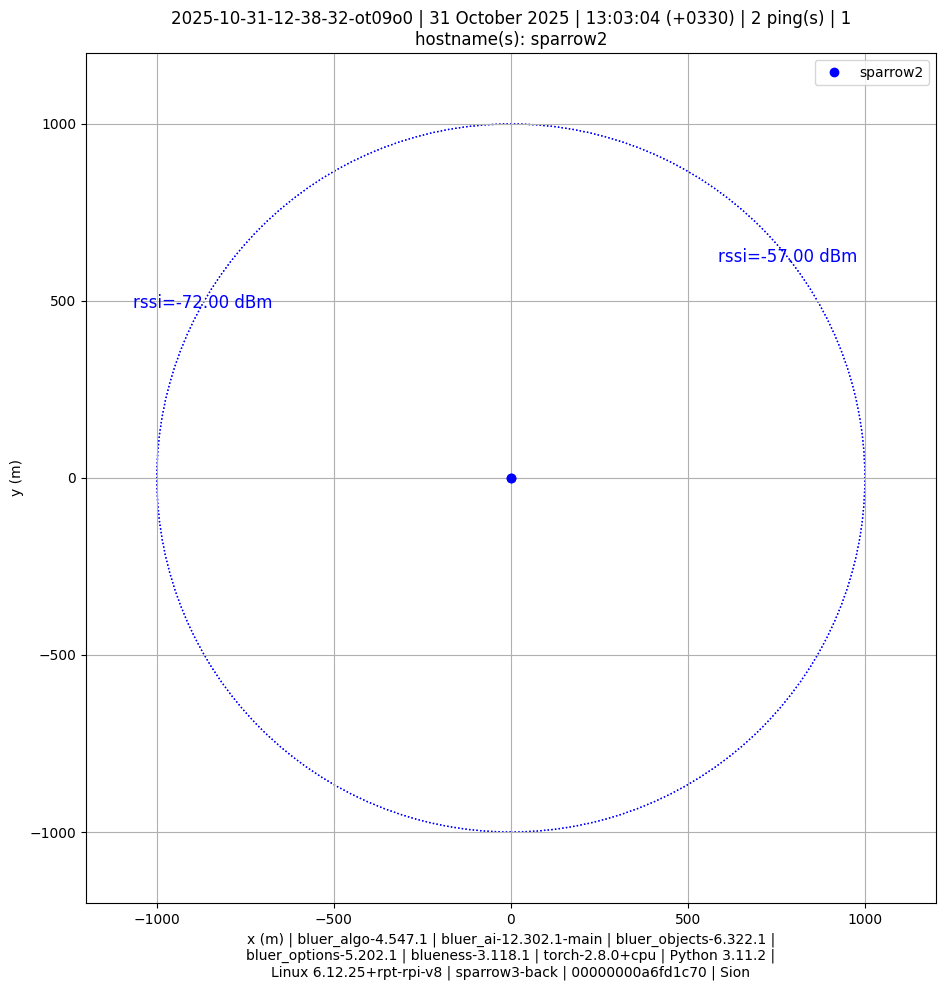 2025-10-31-12-38-32-ot09o0 | 31 October 2025 | 13:03:04 (+0330) | 2 ping(s) | 1
hostname(s): sparrow2
sparrow2
1000
rssi=-57.00 dBm
500
rssi=-72.00 dBm
0
y (m)
−500
−1000
−1000 −500 0 500 1000
x (m) | bluer_algo-4.547.1 | bluer_ai-12.302.1-main | bluer_objects-6.322.1 |
bluer_options-5.202.1 | blueness-3.118.1 | torch-2.8.0+cpu | Python 3.11.2 |
Linux 6.12.25+rpt-rpi-v8 | sparrow3-back | 00000000a6fd1c70 | Sion